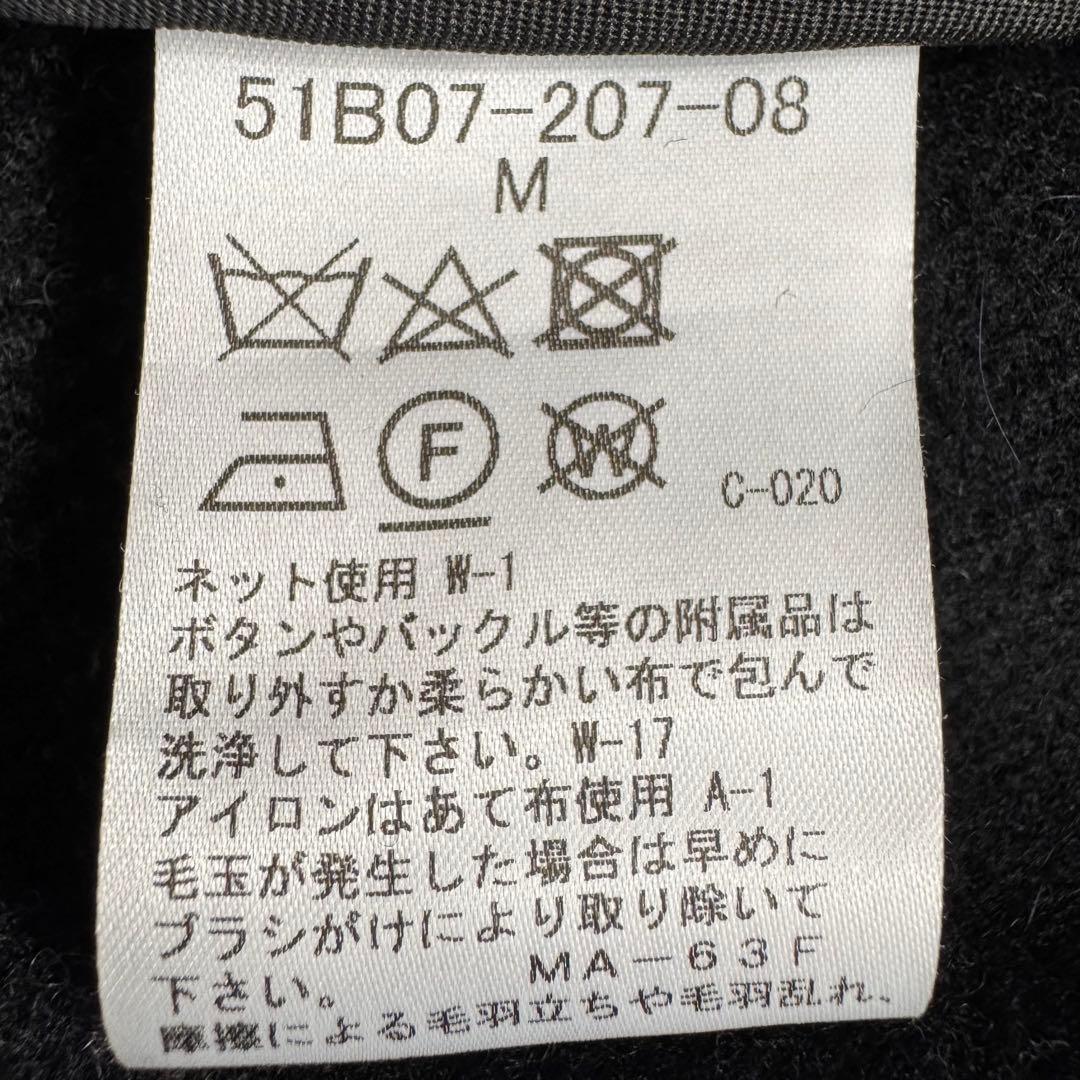 51B07-207-08
M
F
W
C-020
ネット使用 W-1
ボタンやバックル等の附属品は
取り外すか柔らかい布で包んで
洗浄して下さい。W-17
アイロンはあて布使用 A-1
毛玉が発生した場合は早めに
ブラシがけにより取り除いて
下さい。 MA-63F
摩擦による毛羽立ちや毛羽乱れ、